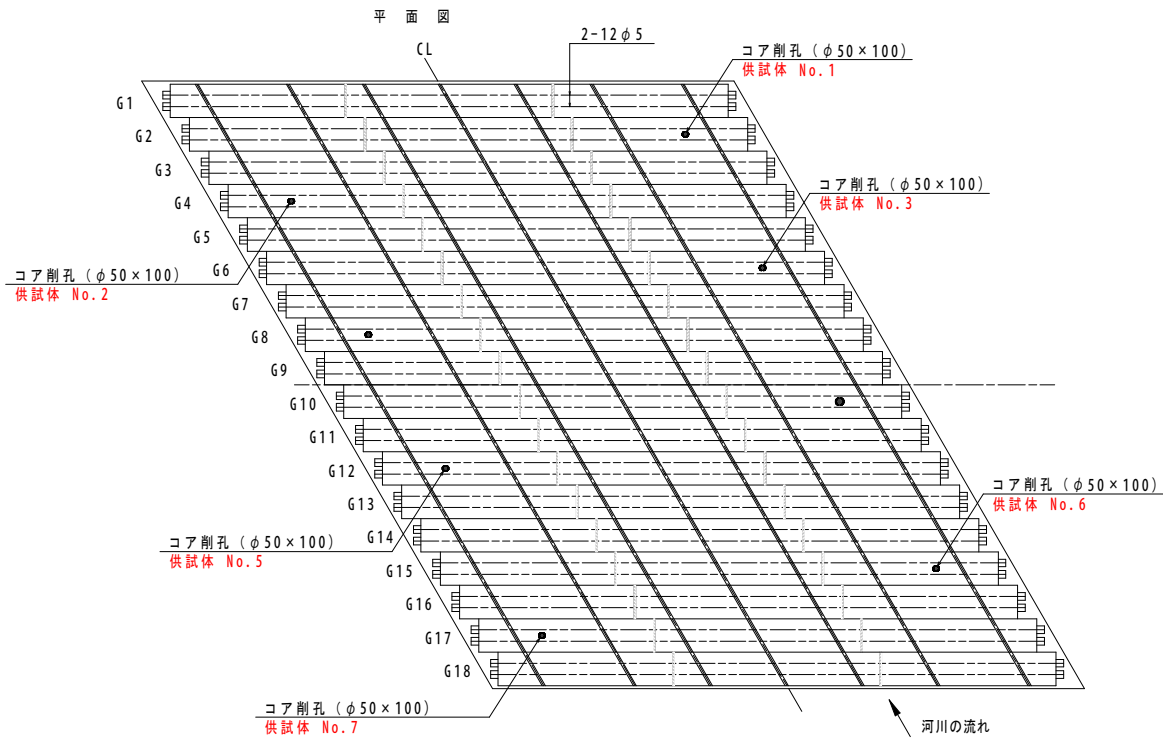 平 面 図
2-12φ5
CL
コア削孔（φ50×100）
供試体 No.1
G1
G2
G3
コア削孔（φ50×100）
供試体 No.3
G4
G5
コア削孔（φ50×100）
供試体 No.2
G6
G7
G8
G9
G10
G11
G12
コア削孔（φ50×100）
供試体 No.6
G13
G14
コア削孔（φ50×100）
供試体 No.5
G15
G16
G17
G18
コア削孔（φ50×100）
供試体 No.7
河川の流れ